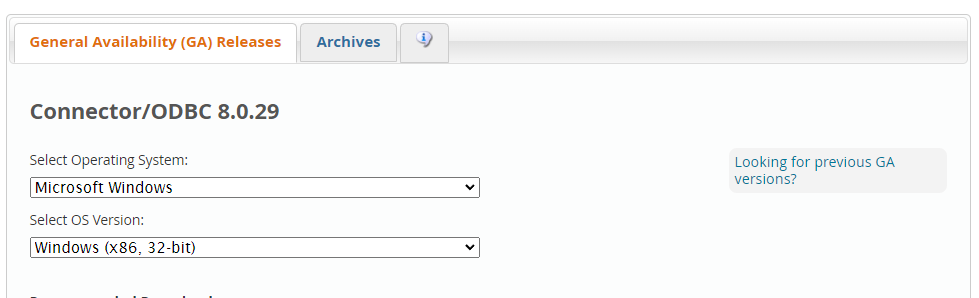 General Availability (GA) Releases
Archives
Connector/ODBC 8.0.29
Select Operating System:
Looking for previous GA
versions?
Microsoft Windows
Select OS Version:
Windows (x86, 32-bit)